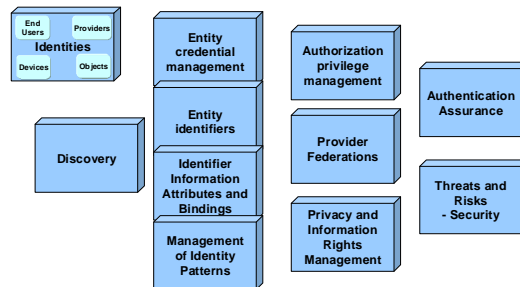 End
Users
Providers
Identities
Devices
Objects
Discovery
Entity
credential
management
Entity
identifiers
Identifier
Information
Attributes and
Bindings
Management
of Identity
Patterns
Authorization
privilege
management
Provider
Federations
Privacy and
Information
Rights
Management
Authentication
Assurance
Threats and
Risks
- Security